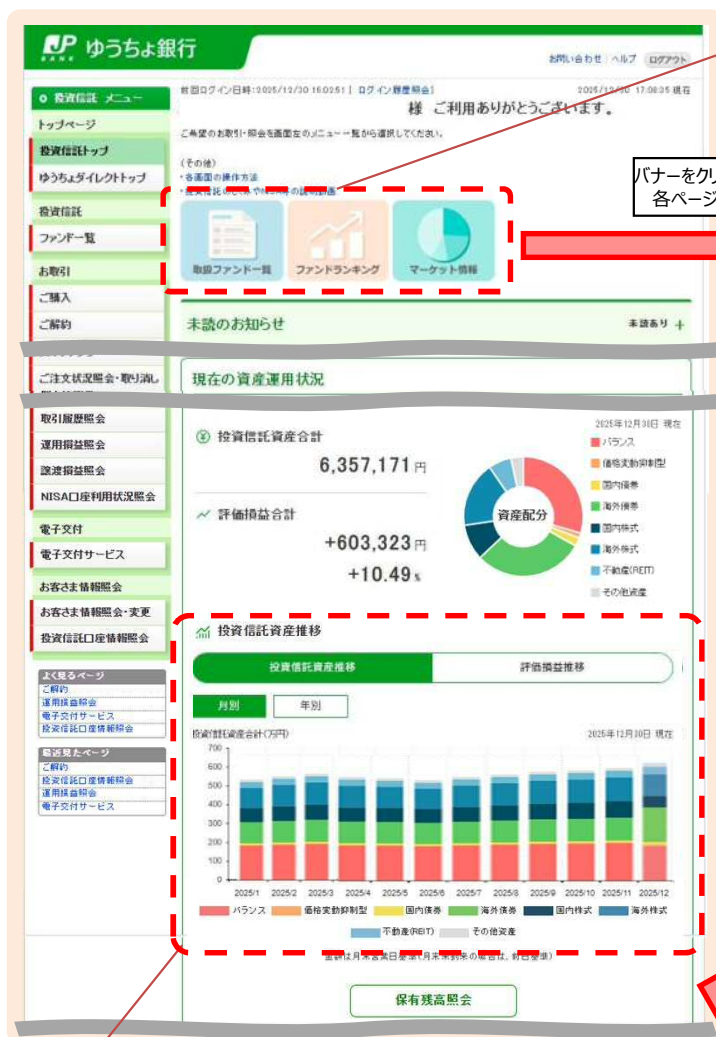 JP BANK ゆうちょ銀行
お問い合わせ ヘルプ ログアウト
投資信託 メニュー
トップページ
投資信託トップ
ゆうちょダイレクトトップ
投資信託
ファンド一覧
お取引
ご購入
ご解約
ご注文状況照会・取り消し
取引履歴照会
運用損益照会
譲渡損益照会
NISA口座利用状況照会
電子交付
電子交付サービス
お客さま情報照会
お客さま情報照会・変更
投資信託口座情報照会
よく見るページ
ご解約
運用損益照会
電子交付サービス
投資信託口座情報照会
最近見たページ
ご解約
投資信託口座情報照会
運用損益照会
電子交付サービス
前回ログイン日時:2025/12/30 16:02:51 [ ログイン履歴照会]
2025/12/30 17:08:35 現在
様 ご利用ありがとうございます。
ご希望のお取引・照会を画面左のメニュー一覧から選択してください。
(その他)
・各画面の操作方法
取扱ファンド一覧 ファンドランキング マーケット情報
バナーをクリ
各ページ
未読のお知らせ 未読あり +
現在の資産運用状況
投資信託資産合計
6,357,171 円
評価損益合計
+603,323 円
+10.49 %
2025年12月30日 現在
資産配分
バランス
価格変動抑制型
国内債券
海外債券
国内株式
海外株式
不動産(REIT)
その他資産
投資信託資産推移
投資信託資産推移 評価損益推移
月別 年別
投資信託資産合計(万円) 2025年12月30日 現在
700
600
500
400
300
200
100
0
2025/1 2025/2 2025/3 2025/4 2025/5 2025/6 2025/7 2025/8 2025/9 2025/10 2025/11 2025/12
バランス 価格変動抑制型 国内債券 海外債券 国内株式 海外株式
不動産(REIT) その他資産
保有残高照会